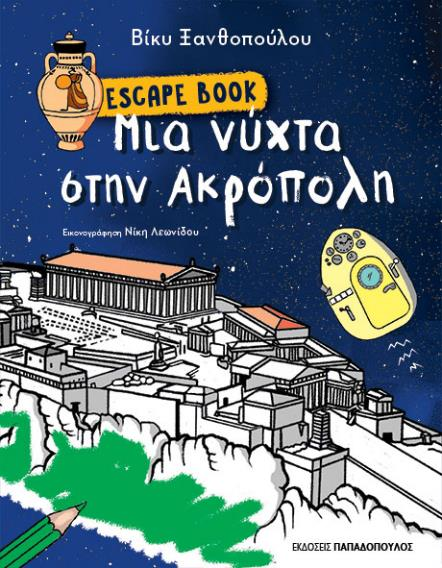 Βίκυ Ξανθοπούλου
ESCAPE BOOK
Μια νύχτα
στην Ακρόπολη
Εικονογράφηση Νίκη Λεωνίδου
ΕΚΔΟΣΕΙΣ ΠΑΠΑΔΟΠΟΥΛΟΣ